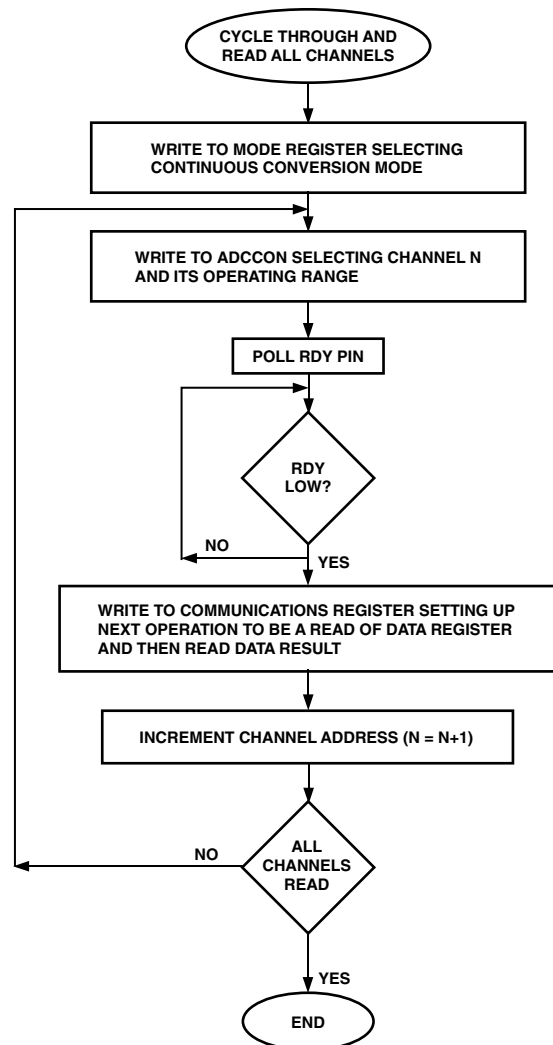 CYCLE THROUGH AND
READ ALL CHANNELS
WRITE TO MODE REGISTER SELECTING
CONTINUOUS CONVERSION MODE
WRITE TO ADCCON SELECTING CHANNEL N
AND ITS OPERATING RANGE
POLL RDY PIN
RDY
LOW?
NO
YES
WRITE TO COMMUNICATIONS REGISTER SETTING UP
NEXT OPERATION TO BE A READ OF DATA REGISTER
AND THEN READ DATA RESULT
INCREMENT CHANNEL ADDRESS (N = N+1)
NO
ALL
CHANNELS
READ
YES
END